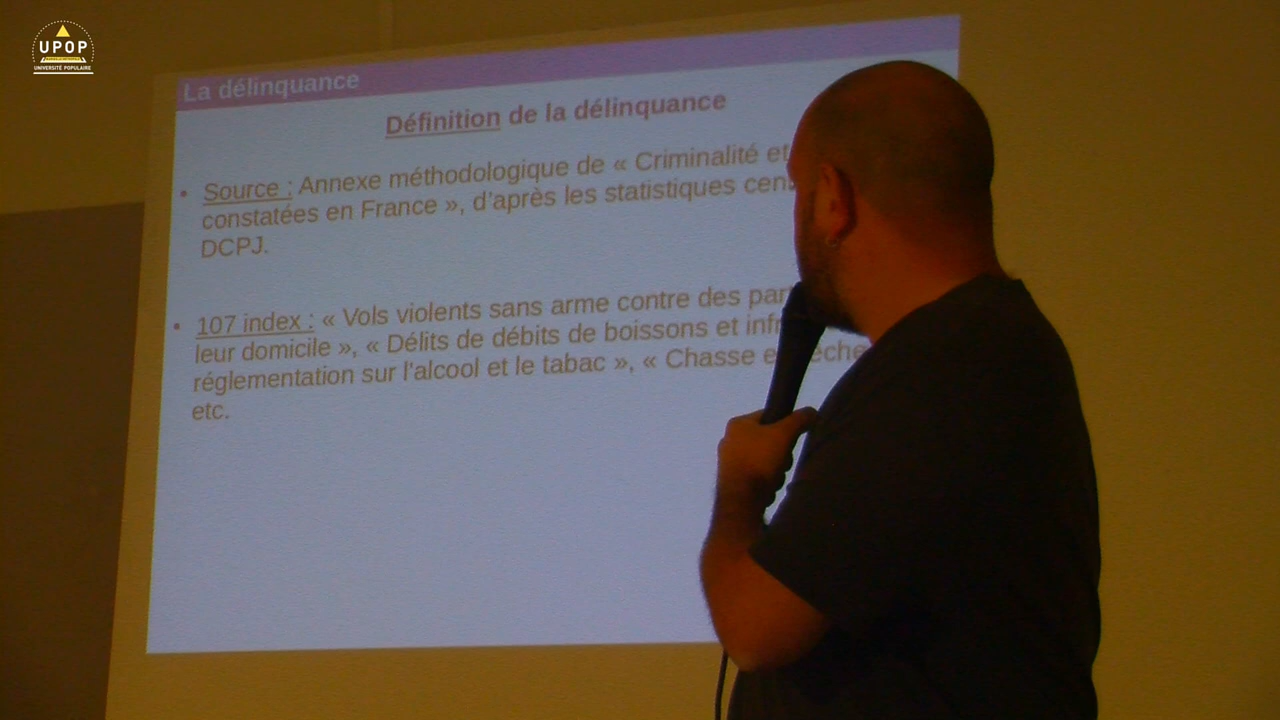 UPOP
UNIVERSITÉ POPULAIRE
La délinquance
Définition de la délinquance
• Source : Annexe méthodologique de « Criminalité et
constatées en France », d'après les statistiques
DCPJ.
• 107 index : « Vols violents sans arme contre des
leur domicile », « Délits de débits de boissons et
réglementation sur l'alcool et le tabac », « Chasse
etc.